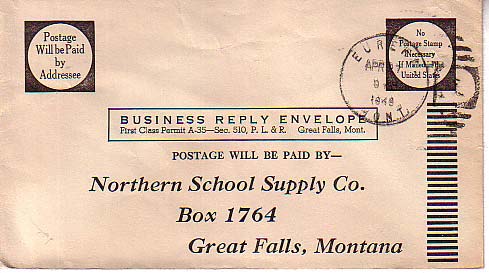 Postage
Will be Paid
by
Addressee
No
Postage Stamp
Necessary
If Mailed in the
United States
APR
1949
MONT.
BUSINESS REPLY ENVELOPE
First Class Permit A-35—Sec. 510, P. L. & R. Great Falls, Mont.
POSTAGE WILL BE PAID BY—
Northern School Supply Co.
Box 1764
Great Falls, Montana